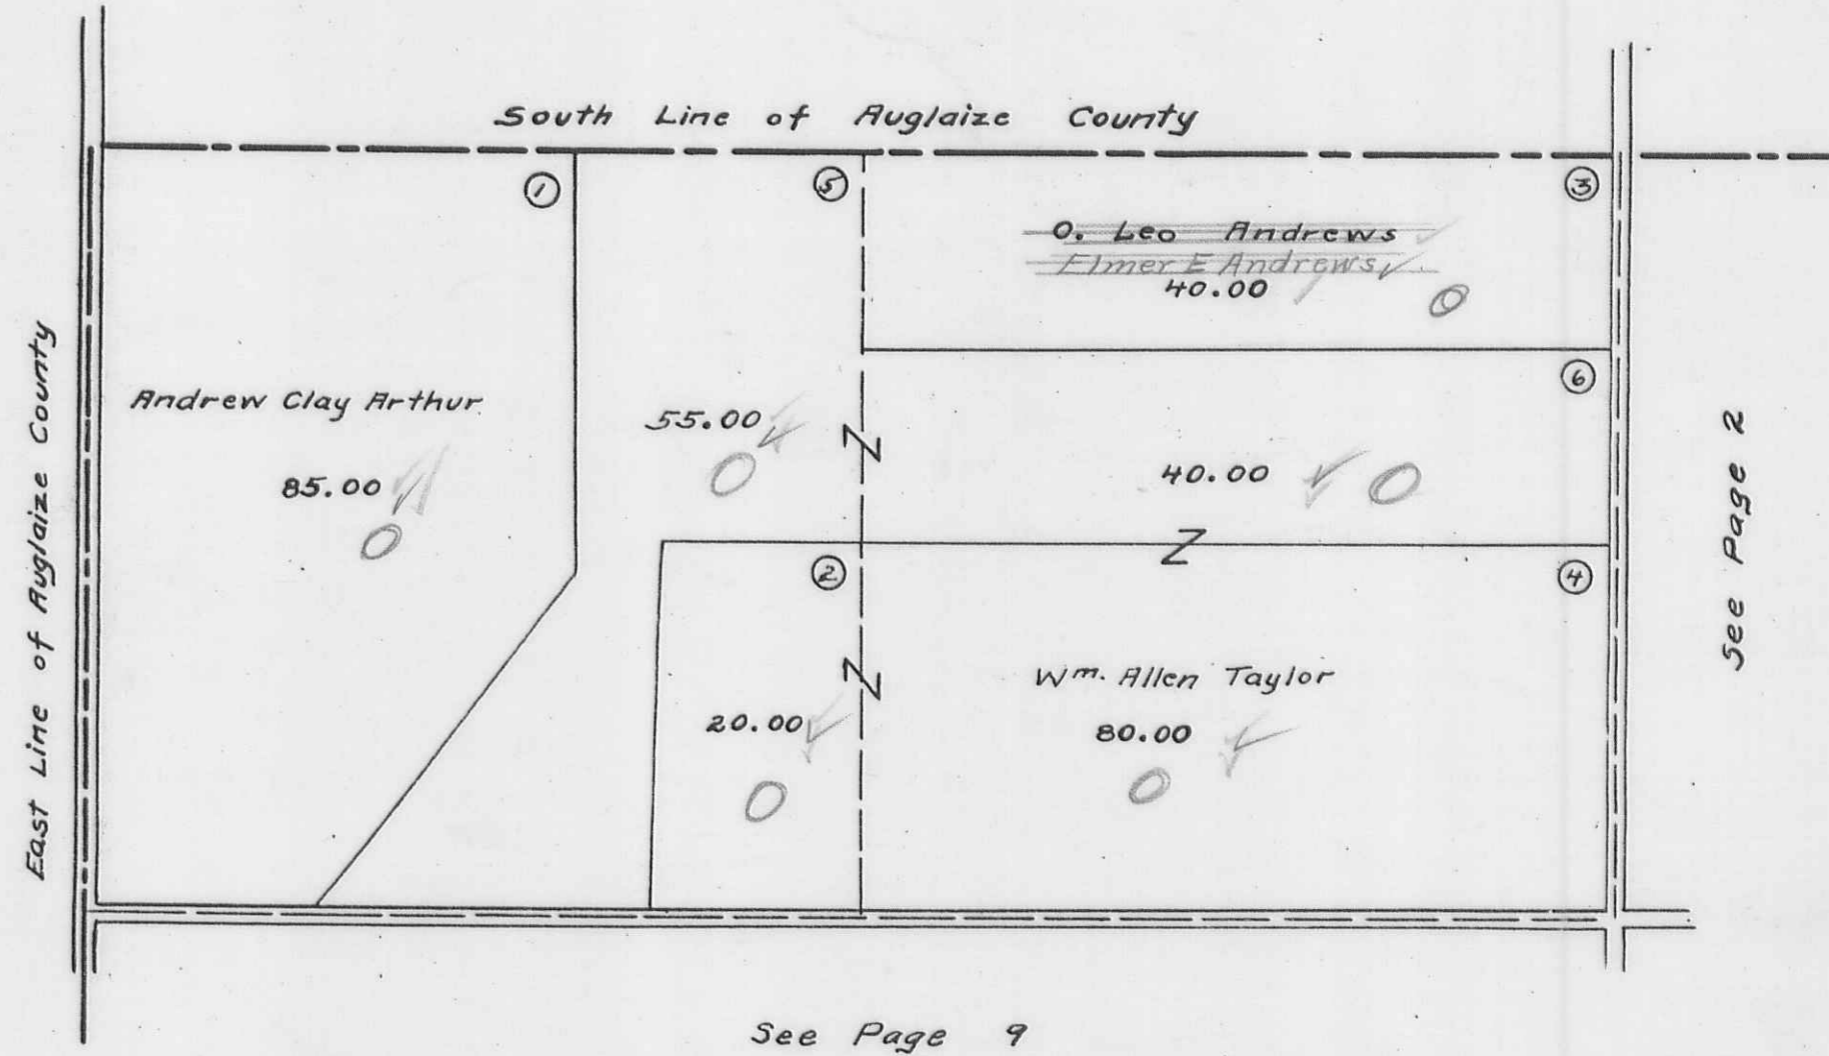 South Line of Auglaize County
1
5
3
O. Leo Andrews
Elmer E Andrews
40.00
6
Andrew Clay Arthur
85.00
55.00
Z
40.00
Z
2
4
Z
20.00
Wm. Allen Taylor
80.00
East Line of Auglaize County
See Page 2
See Page 9